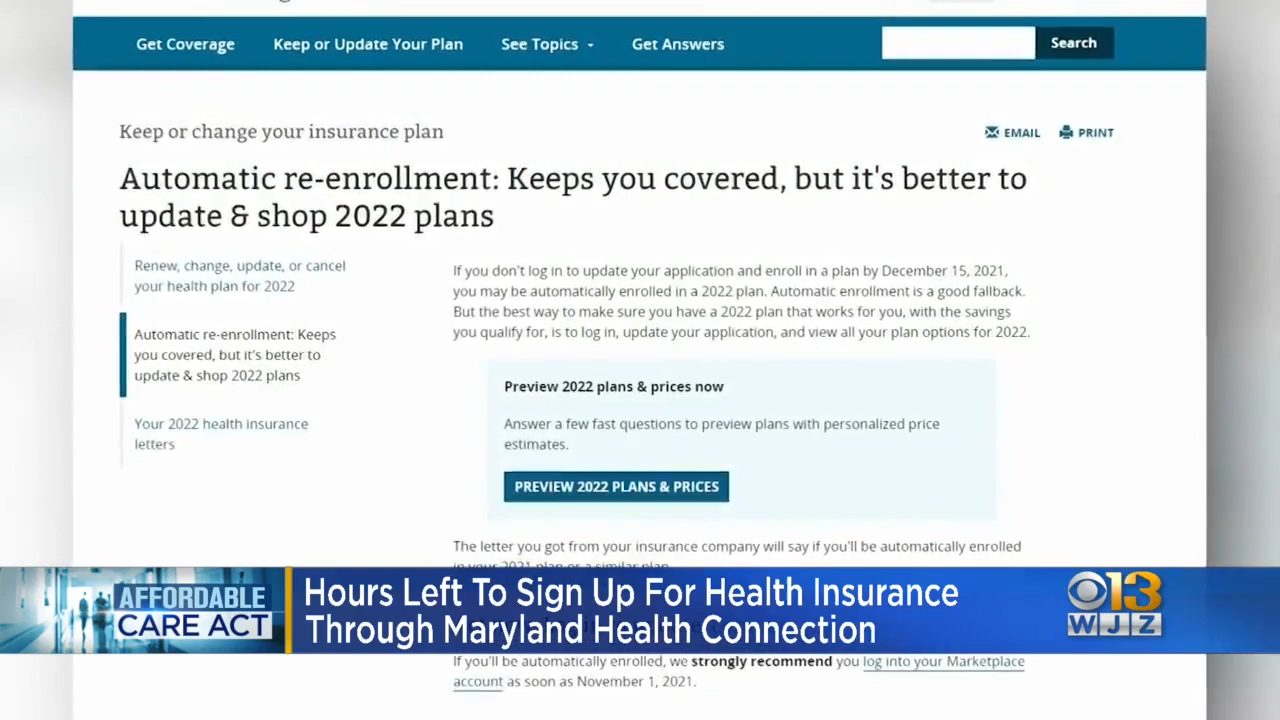 Get Coverage Keep or Update Your Plan See Topics Get Answers Search
Keep or change your insurance plan
EMAIL PRINT
Automatic re-enrollment: Keeps you covered, but it's better to
update & shop 2022 plans
Renew, change, update, or cancel
your health plan for 2022
Automatic re-enrollment: Keeps
you covered, but it's better to
update & shop 2022 plans
Your 2022 health insurance
letters
If you don't log in to update your application and enroll in a plan by December 15, 2021,
you may be automatically enrolled in a 2022 plan. Automatic enrollment is a good fallback.
But the best way to make sure you have a 2022 plan that works for you, with the savings
you qualify for, is to log in, update your application, and view all your plan options for 2022.
Preview 2022 plans & prices now
Answer a few fast questions to preview plans with personalized price
estimates.
PREVIEW 2022 PLANS & PRICES
The letter you got from your insurance company will say if you'll be automatically enrolled
in your 2021 plan or a similar plan.
AFFORDABLE
CARE ACT
Hours Left To Sign Up For Health Insurance
Through Maryland Health Connection
13
WJZ
If you'll be automatically enrolled, we strongly recommend you log into your Marketplace
account as soon as November 1, 2021.